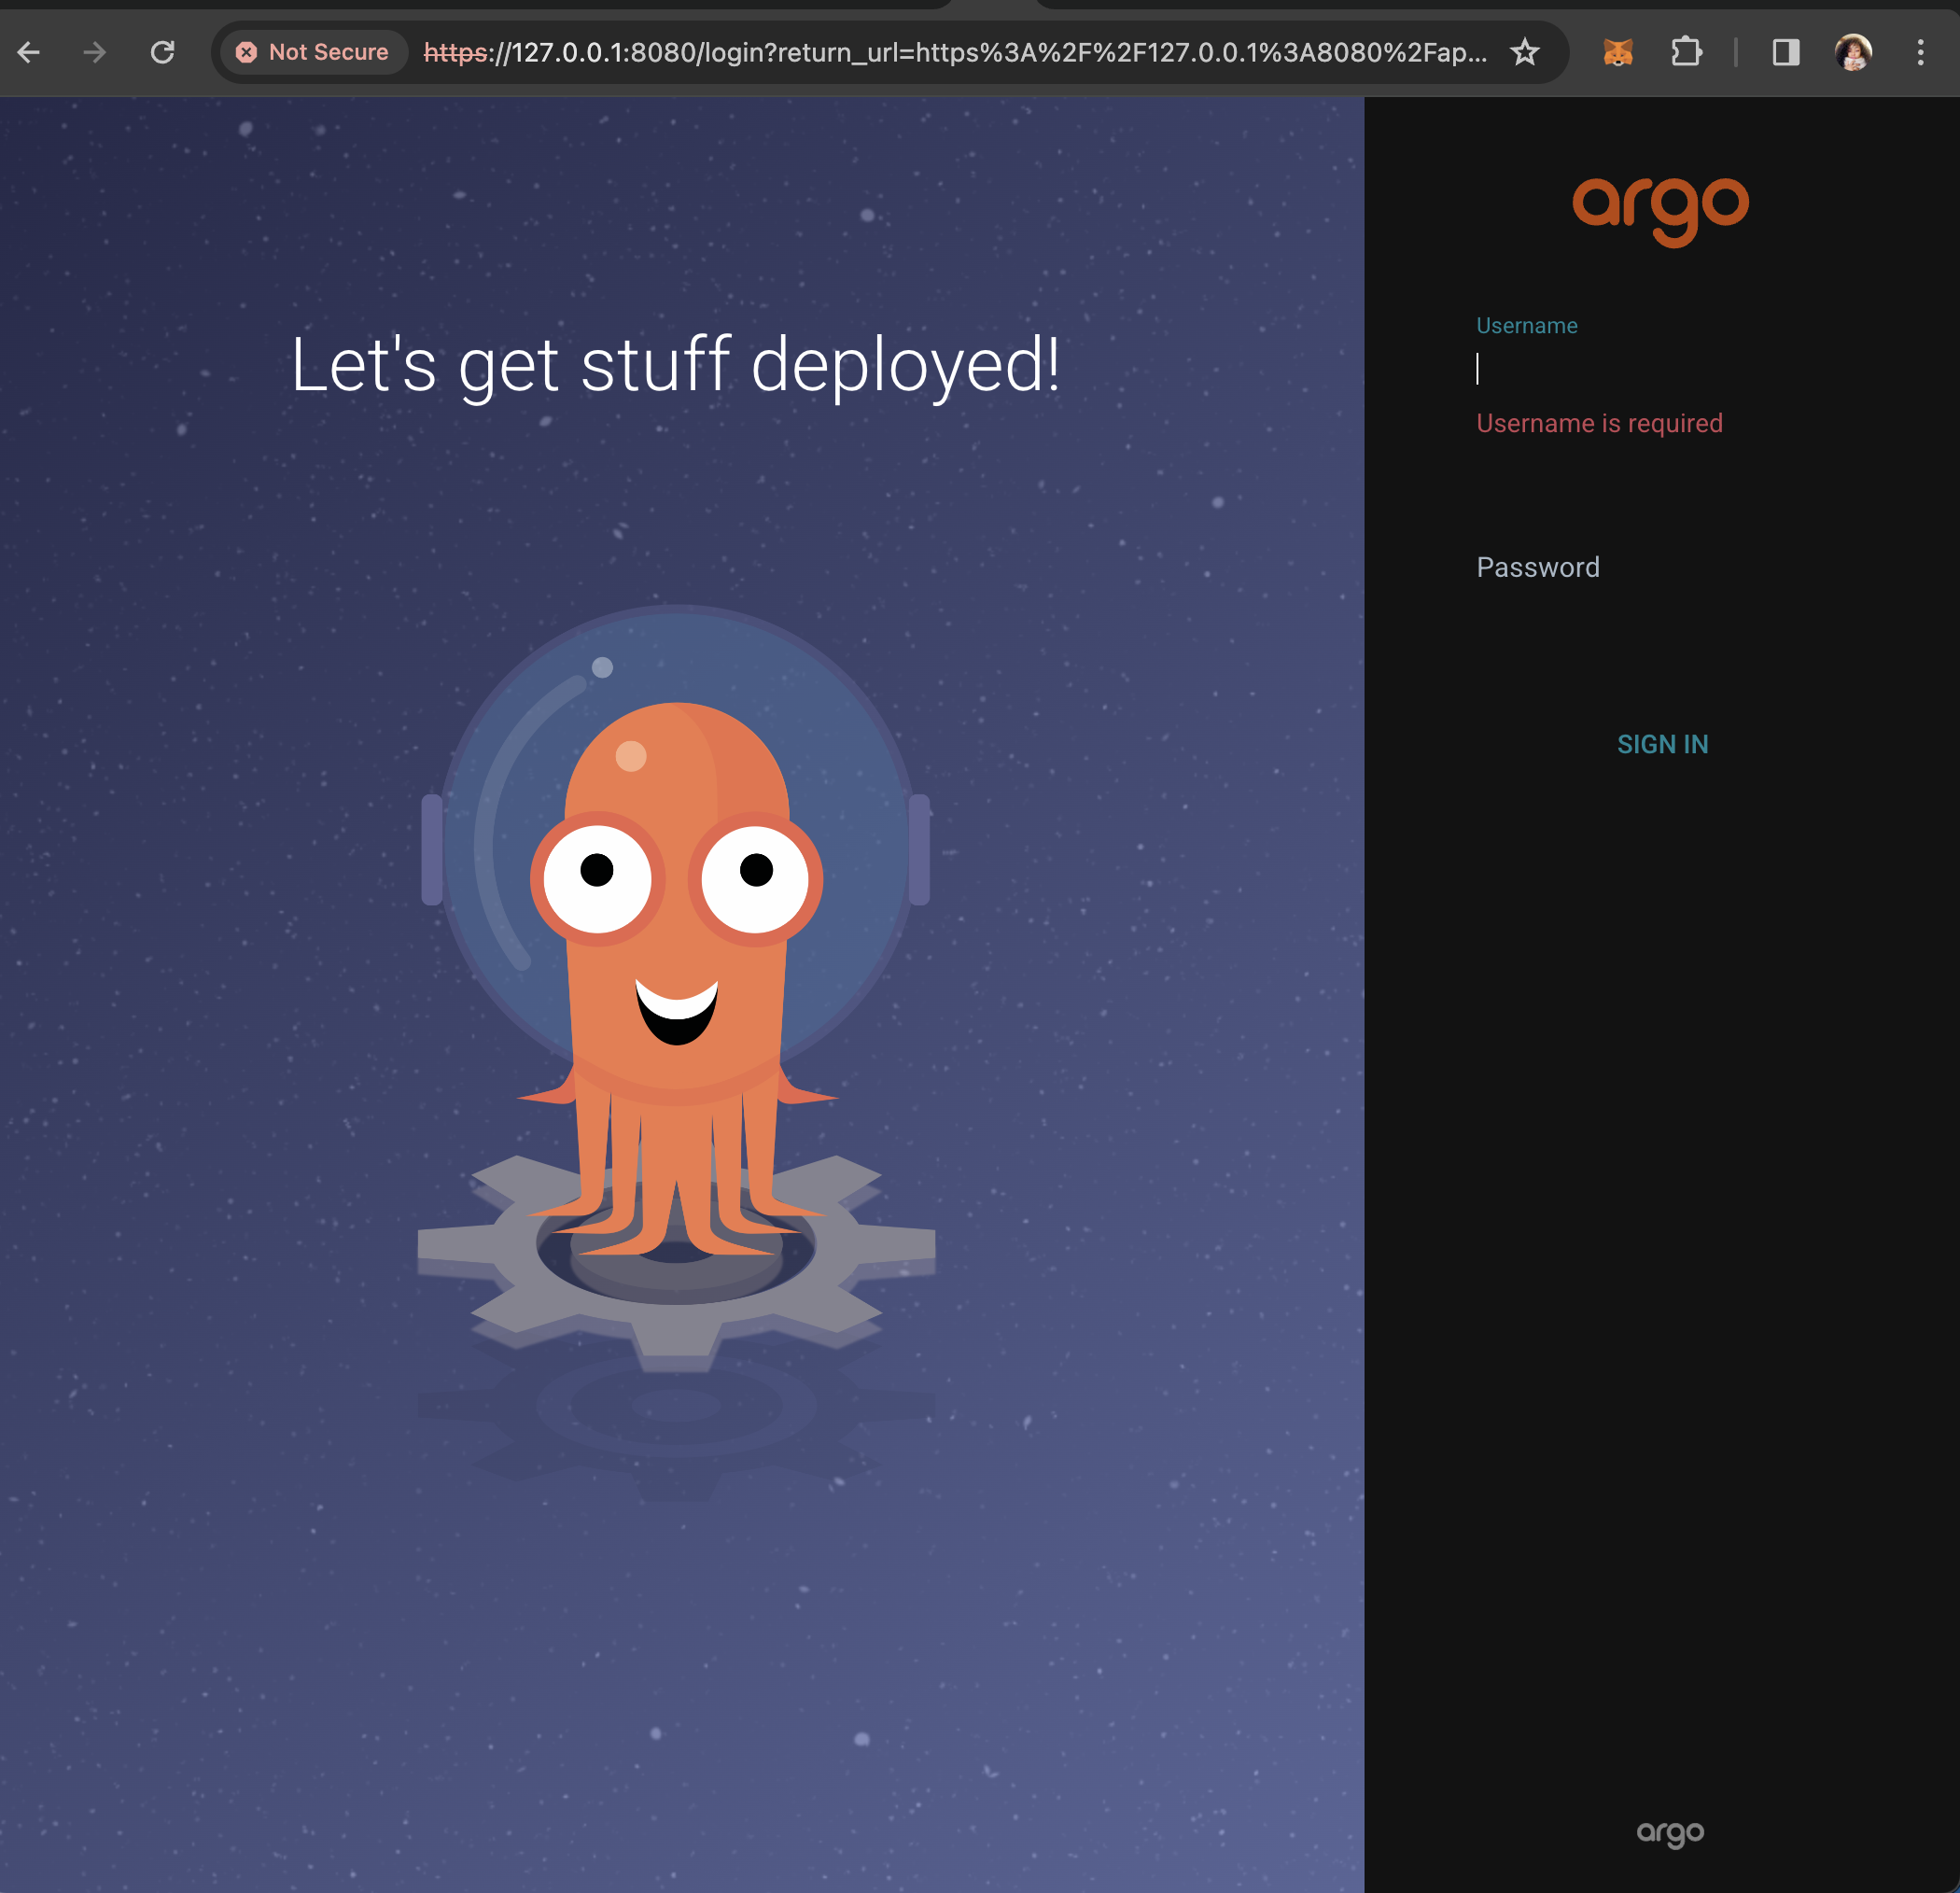 Not Secure
https://127.0.0.1:8080/login?return_url=https%3A%2F%2F127.0.0.1%3A8080%2Fap...
argo
Let's get stuff deployed!
Username
Username is required
Password
SIGN IN
argo